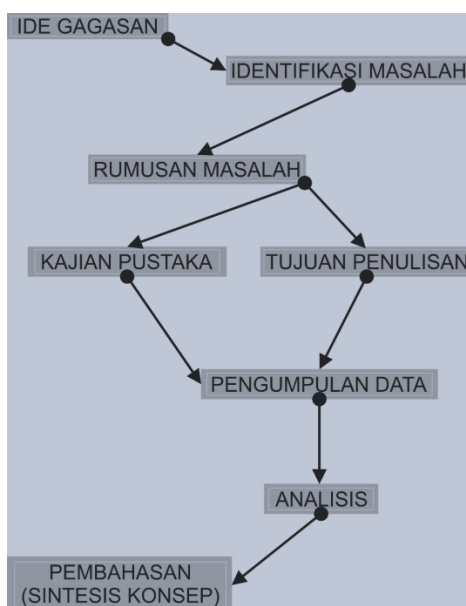 IDE GAGASAN
IDENTIFIKASI MASALAH
RUMUSAN MASALAH
KAJIAN PUSTAKA
TUJUAN PENULISAN
PENGUMPULAN DATA
ANALISIS
PEMBAHASAN
(SINTESIS KONSEP)